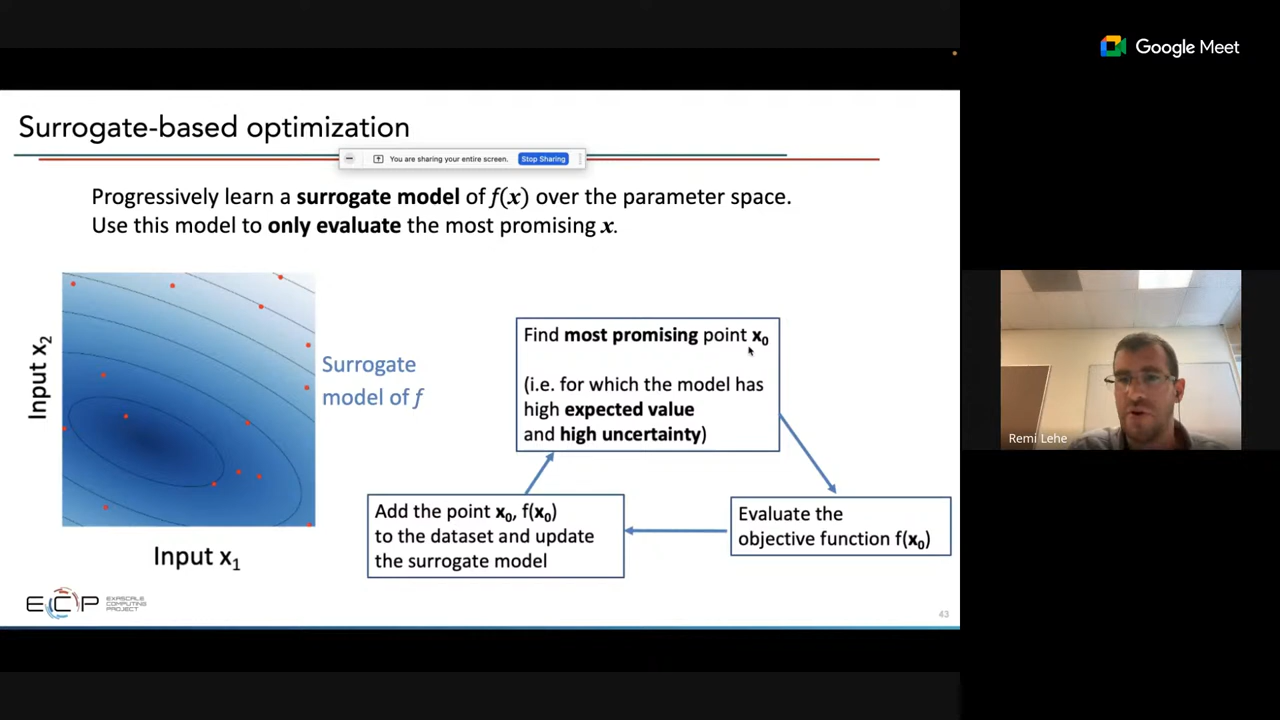 Google Meet
Surrogate-based optimization
You are sharing your entire screen.
Stop Sharing
Progressively learn a surrogate model of f(x) over the parameter space.
Use this model to only evaluate the most promising x.
Input x₂
Input x₁
Surrogate
model of f
Find most promising point x₀
(i.e. for which the model has
high expected value
and high uncertainty)
Evaluate the
objective function f(x₀)
Add the point x₀, f(x₀)
to the dataset and update
the surrogate model
ECP
EXASCALE
COMPUTING
PROJECT
43
Remi Lehe